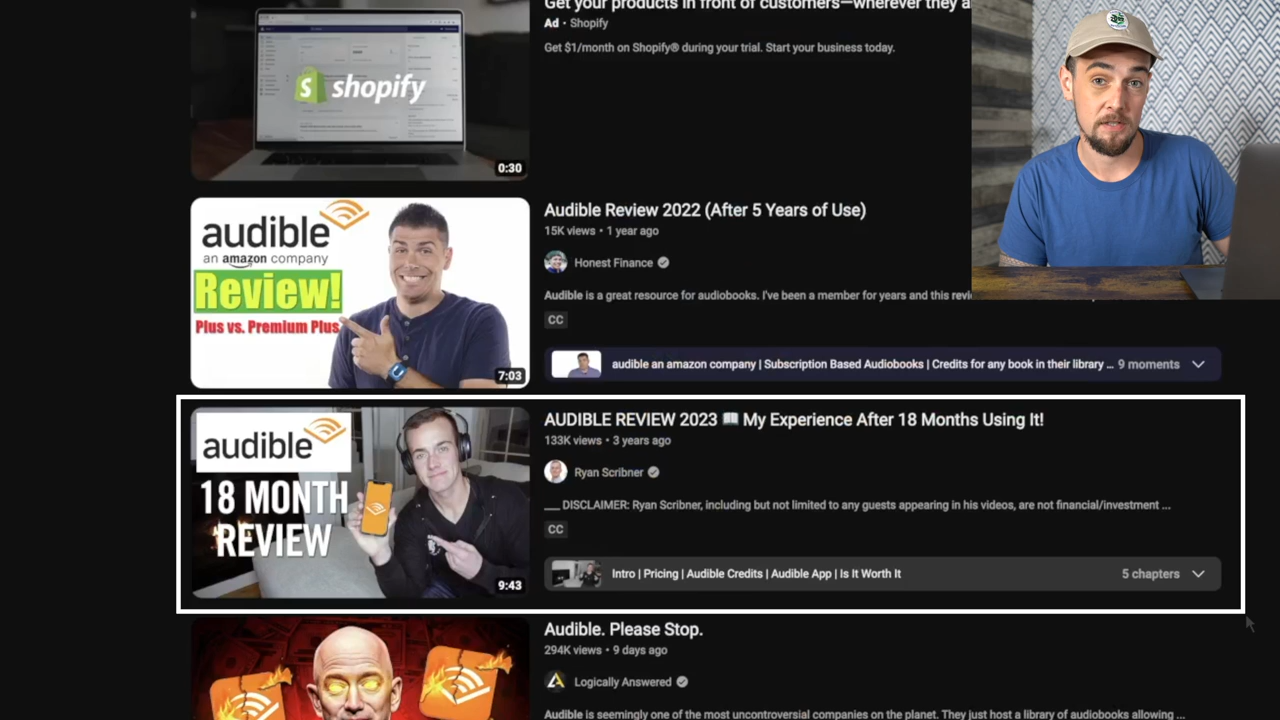 Get your products in front of customers—wherever they a
Ad • Shopify
Get $1/month on Shopify® during your trial. Start your business today.
shopify
0:30
audible
an amazon company
Review!
Plus vs. Premium Plus
7:03
Audible Review 2022 (After 5 Years of Use)
15K views • 1 year ago
Honest Finance
Audible is a great resource for audiobooks. I've been a member for years and this revi
CC
audible an amazon company | Subscription Based Audiobooks | Credits for any book in their library ... 9 moments
audible
18 MONTH
REVIEW
9:43
AUDIBLE REVIEW 2023 📖 My Experience After 18 Months Using It!
133K views • 3 years ago
Ryan Scribner
___ DISCLAIMER: Ryan Scribner, including but not limited to any guests appearing in his videos, are not financial/investment ...
CC
Intro | Pricing | Audible Credits | Audible App | Is It Worth It 5 chapters
Audible. Please Stop.
294K views • 9 days ago
Logically Answered
Audible is seemingly one of the most uncontroversial companies on the planet. They just host a library of audiobooks allowing ...